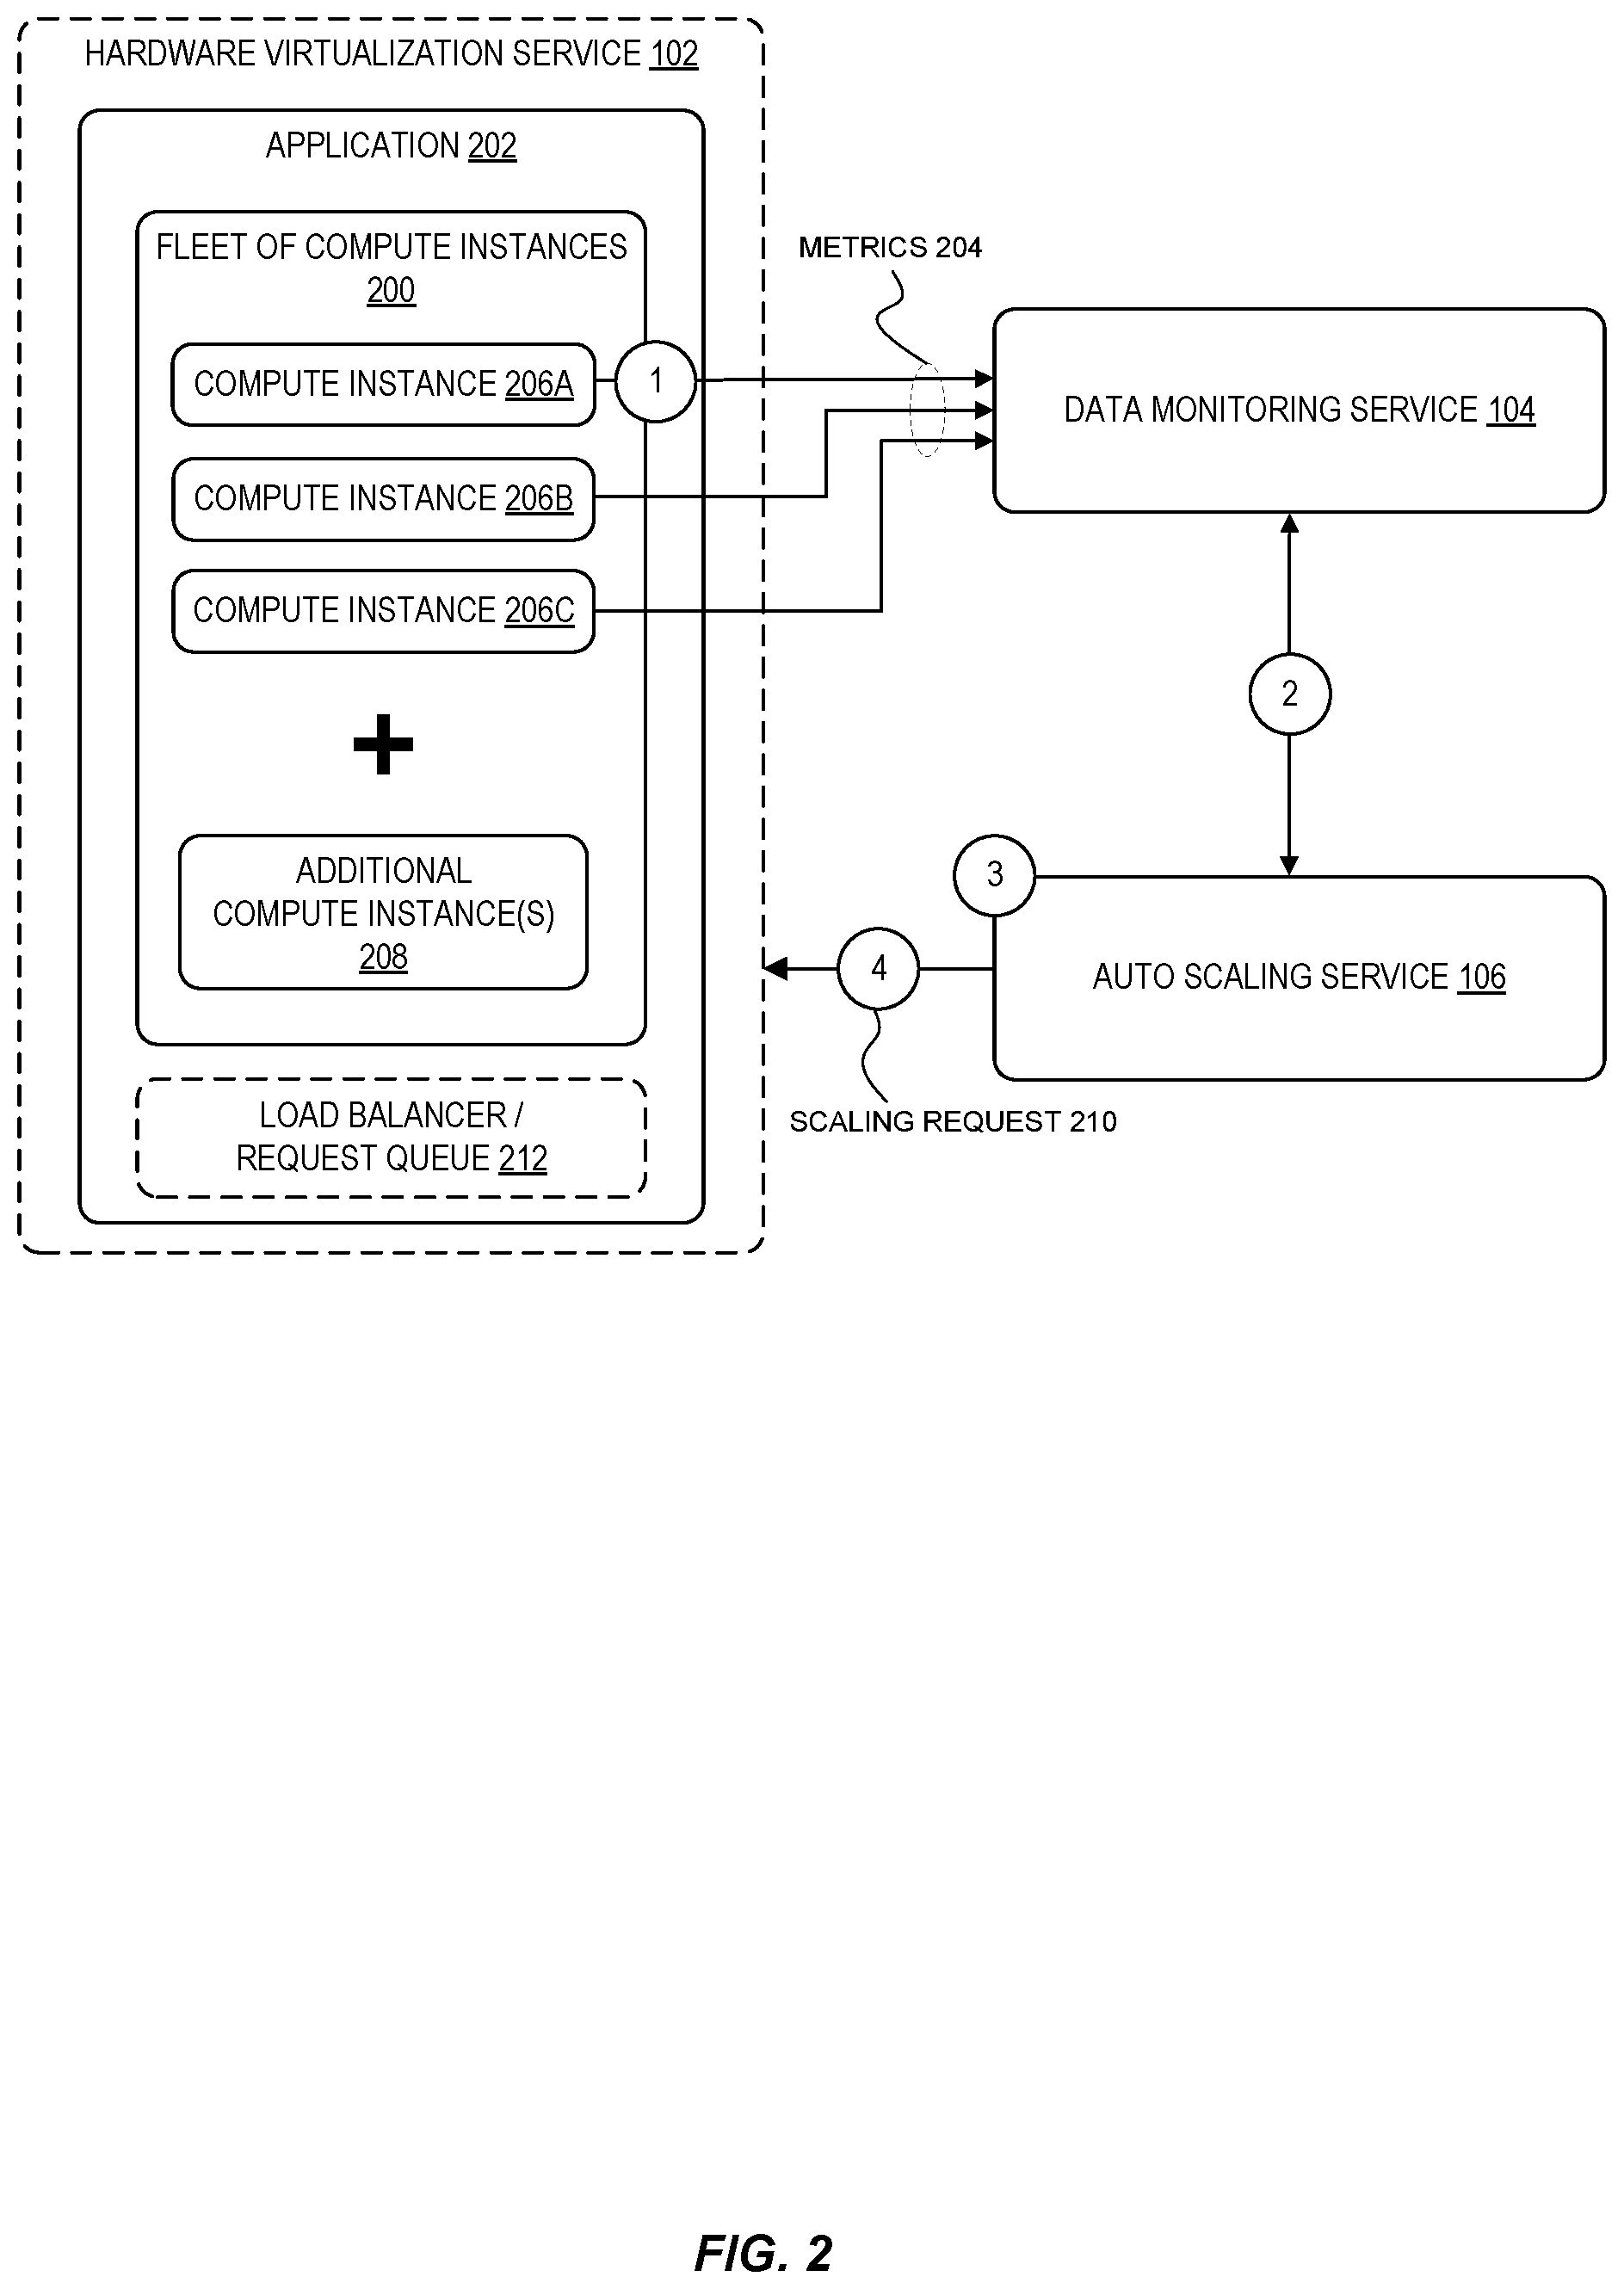 HARDWARE VIRTUALIZATION SERVICE 102
APPLICATION 202
FLEET OF COMPUTE INSTANCES
200
COMPUTE INSTANCE 206A
1
COMPUTE INSTANCE 206B
COMPUTE INSTANCE 206C
+
ADDITIONAL
COMPUTE INSTANCE(S)
208
LOAD BALANCER /
REQUEST QUEUE 212
METRICS 204
DATA MONITORING SERVICE 104
2
3
4
AUTO SCALING SERVICE 106
SCALING REQUEST 210
FIG. 2